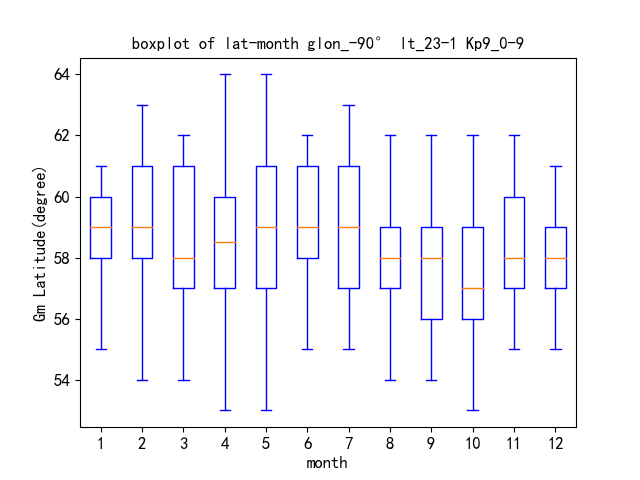 boxplot of lat-month glon_-90° lt_23-1 Kp9_0-9
64
62
60
58
56
54
Gm Latitude(degree)
1 2 3 4 5 6 7 8 9 10 11 12
month